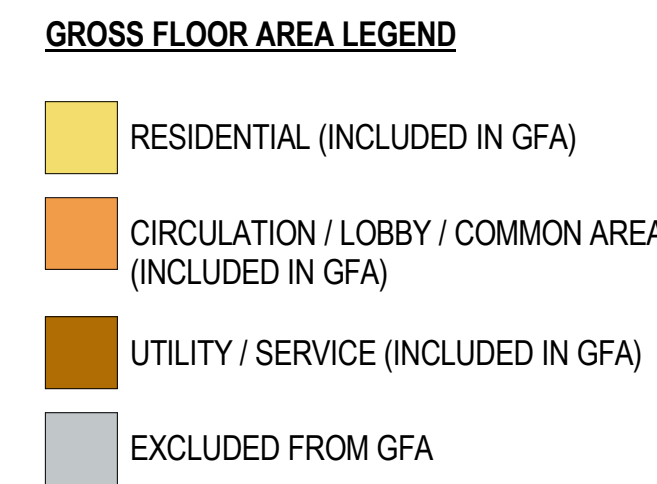 GROSS FLOOR AREA LEGEND
RESIDENTIAL (INCLUDED IN GFA)
CIRCULATION / LOBBY / COMMON AREA
(INCLUDED IN GFA)
UTILITY / SERVICE (INCLUDED IN GFA)
EXCLUDED FROM GFA